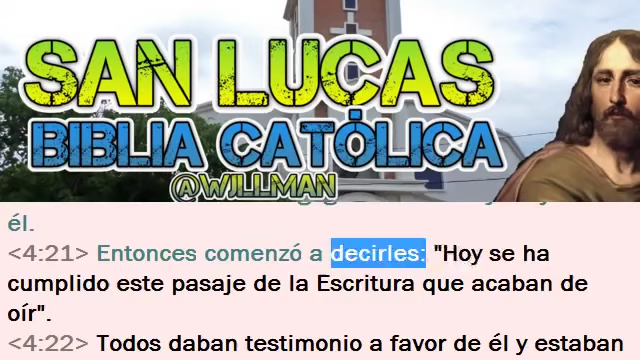 SAN LUCAS
BIBLIA CATÓLICA
@WJLLMAN
él.
<4:21> Entonces comenzó a decirles: "Hoy se ha
cumplido este pasaje de la Escritura que acaban de
oír".
<4:22> Todos daban testimonio a favor de él y estaban